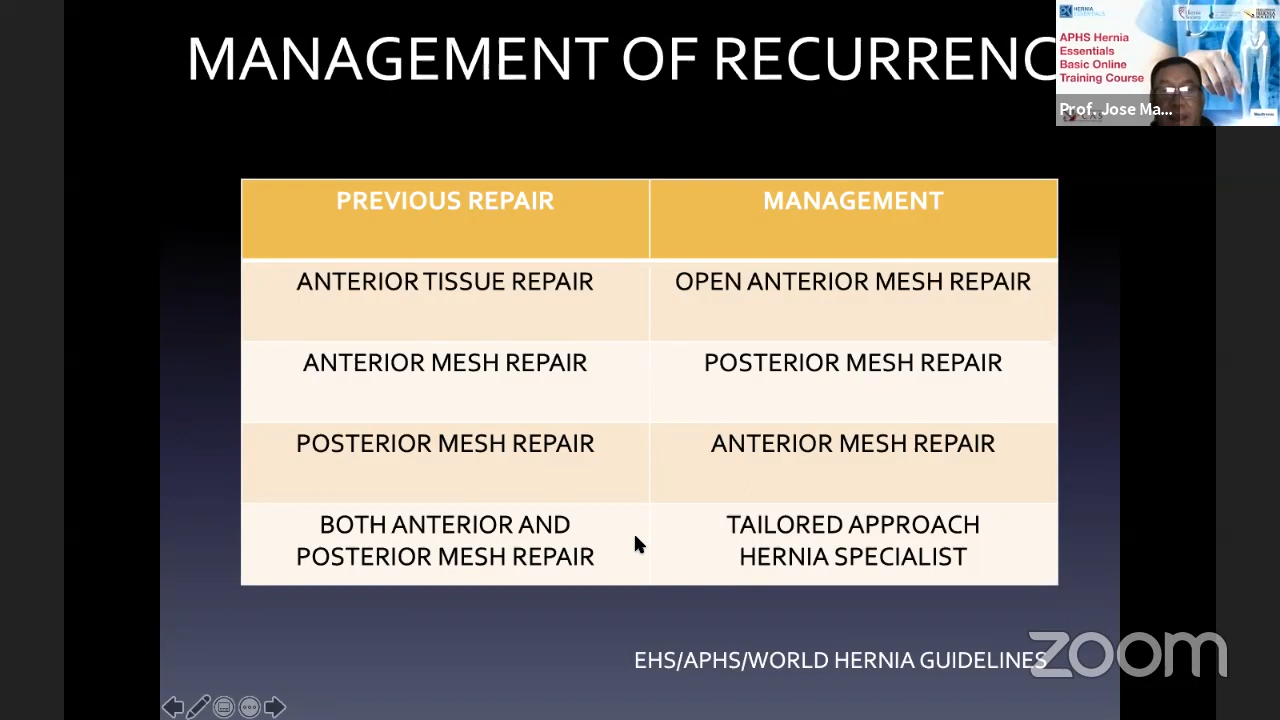 MANAGEMENT OF RECURRENC
HERNIA
ESSENTIALS
APHS Hernia
Essentials
Basic Online
Training Course
Prof. Jose Ma...
PREVIOUS REPAIR
MANAGEMENT
ANTERIOR TISSUE REPAIR
OPEN ANTERIOR MESH REPAIR
ANTERIOR MESH REPAIR
POSTERIOR MESH REPAIR
POSTERIOR MESH REPAIR
ANTERIOR MESH REPAIR
BOTH ANTERIOR AND
POSTERIOR MESH REPAIR
TAILORED APPROACH
HERNIA SPECIALIST
EHS/APHS/WORLD HERNIA GUIDELINES
zoom